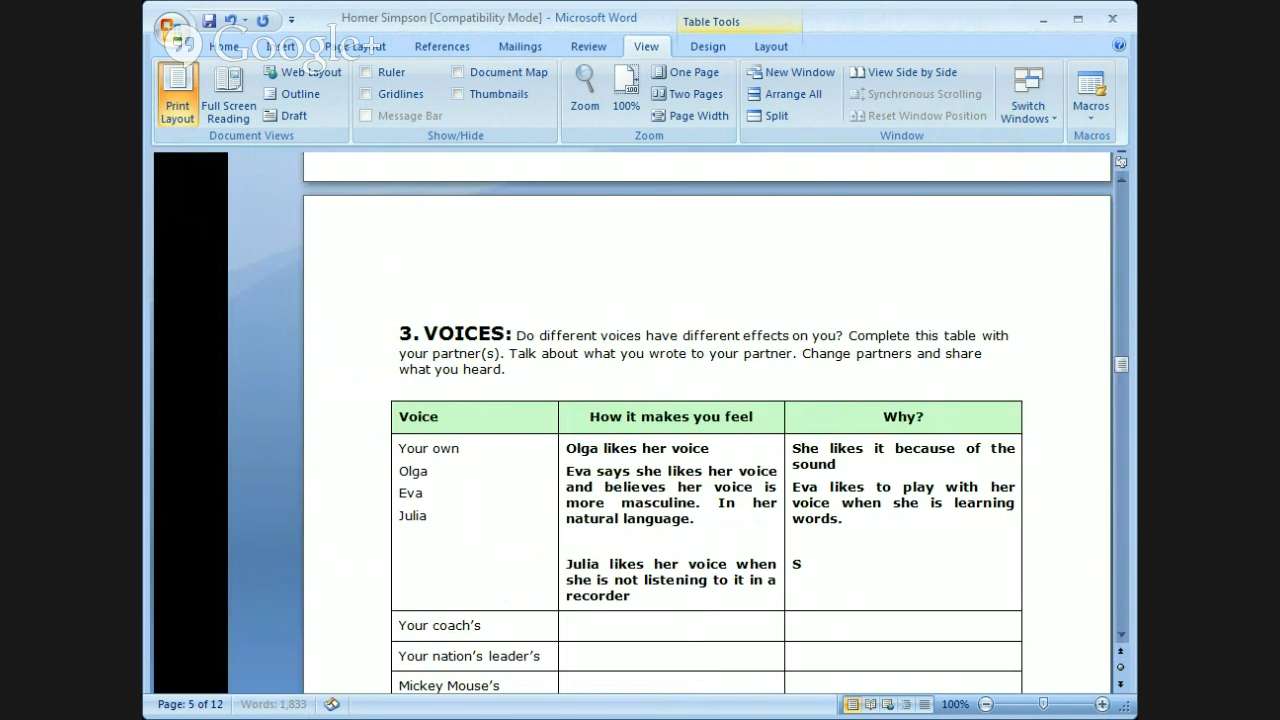 Homer Simpson [Compatibility Mode] - Microsoft Word
Table Tools
Google+
Home Insert Page Layout References Mailings Review View Design Layout
Print Layout
Full Screen Reading
Web Layout
Outline
Draft
Document Views
Ruler
Gridlines
Message Bar
Document Map
Thumbnails
Show/Hide
Zoom
100%
One Page
Two Pages
Page Width
Zoom
New Window
Arrange All
Split
View Side by Side
Synchronous Scrolling
Reset Window Position
Window
Switch Windows
Macros
Macros
3. VOICES: Do different voices have different effects on you? Complete this table with
your partner(s). Talk about what you wrote to your partner. Change partners and share
what you heard.
Voice
How it makes you feel
Why?
Your own
Olga
Eva
Julia
Olga likes her voice
Eva says she likes her voice
and believes her voice is
more masculine. In her
natural language.
Julia likes her voice when
she is not listening to it in a
recorder
She likes it because of the
sound
Eva likes to play with her
voice when she is learning
words.
S
Your coach's
Your nation's leader's
Mickey Mouse's
Page: 5 of 12 Words: 1,833
100%